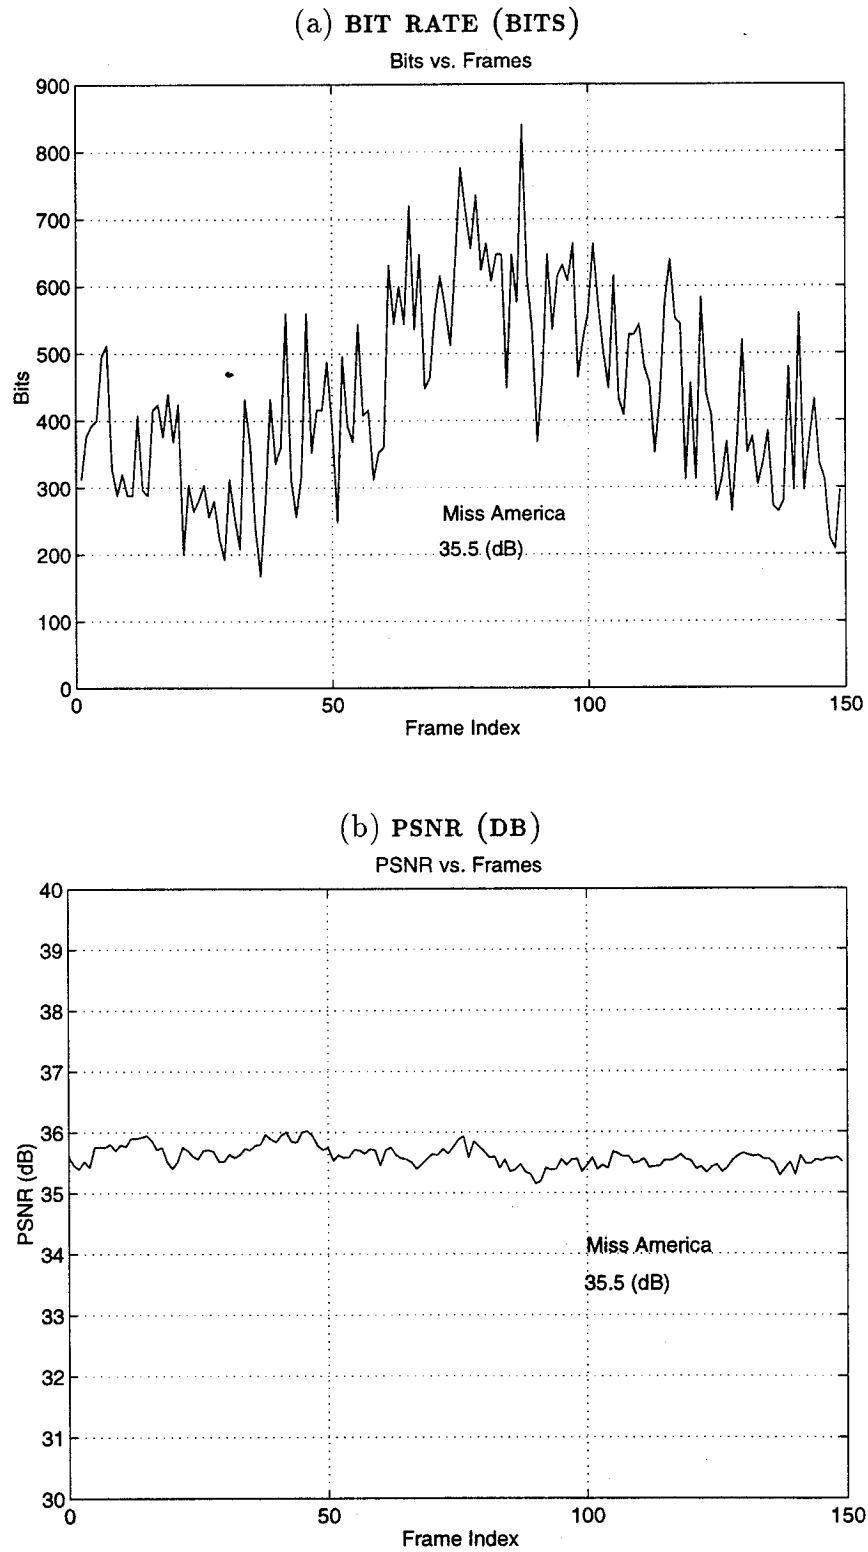 (a) BIT RATE (BITS)
Bits vs. Frames
900
800
700
600
500
400
300
200
100
0
Bits
Miss America
35.5 (dB)
0 50 100 150
Frame Index
(b) PSNR (DB)
PSNR vs. Frames
40
39
38
37
36
35
34
33
32
31
30
PSNR (dB)
Miss America
35.5 (dB)
0 50 100 150
Frame Index